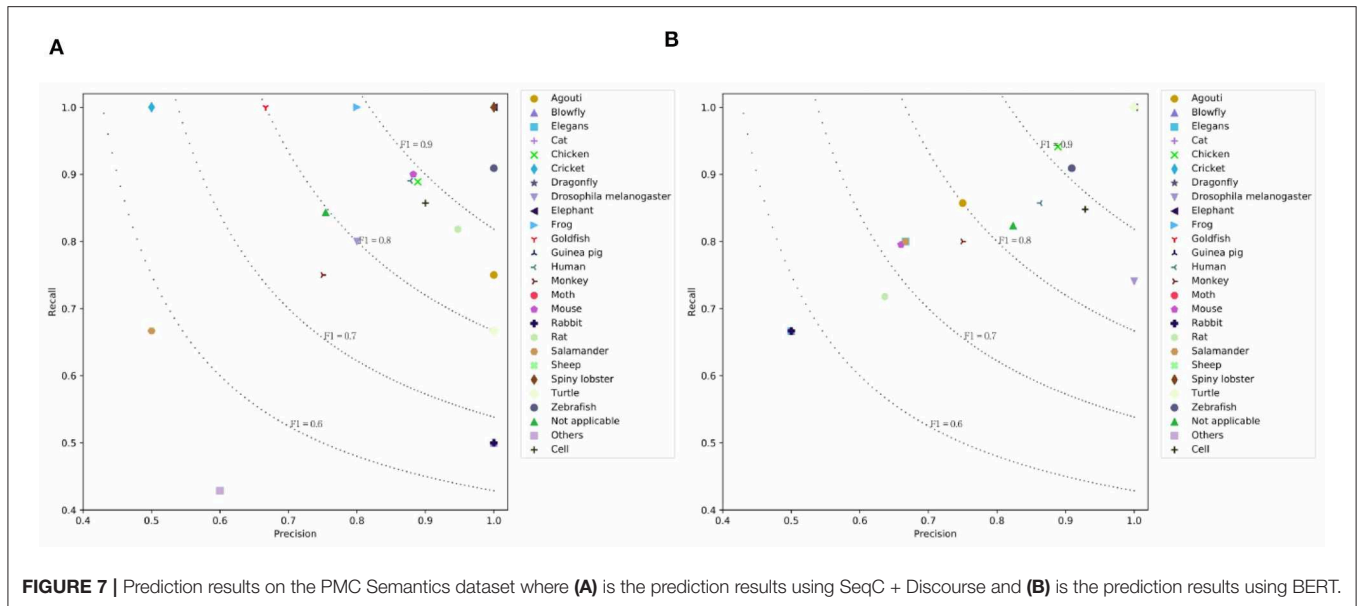 A
B
1.0
0.9
0.8
0.7
0.6
0.5
0.4
Recall
0.4 0.5 0.6 0.7 0.8 0.9 1.0
Precision
F1 = 0.9
F1 = 0.8
F1 = 0.7
F1 = 0.6
Agouti
Blowfly
Elegans
Cat
Chicken
Cricket
Dragonfly
Drosophila melanogaster
Elephant
Frog
Goldfish
Guinea pig
Human
Monkey
Moth
Mouse
Rabbit
Rat
Salamander
Sheep
Spiny lobster
Turtle
Zebrafish
Not applicable
Others
Cell
1.0
0.9
0.8
0.7
0.6
0.5
0.4
Recall
0.4 0.5 0.6 0.7 0.8 0.9 1.0
Precision
F1 = 0.9
F1 = 0.8
F1 = 0.7
F1 = 0.6
Agouti
Blowfly
Elegans
Cat
Chicken
Cricket
Dragonfly
Drosophila melanogaster
Elephant
Frog
Goldfish
Guinea pig
Human
Monkey
Moth
Mouse
Rabbit
Rat
Salamander
Sheep
Spiny lobster
Turtle
Zebrafish
Not applicable
Others
Cell
FIGURE 7 | Prediction results on the PMC Semantics dataset where (A) is the prediction results using SeqC + Discourse and (B) is the prediction results using BERT.